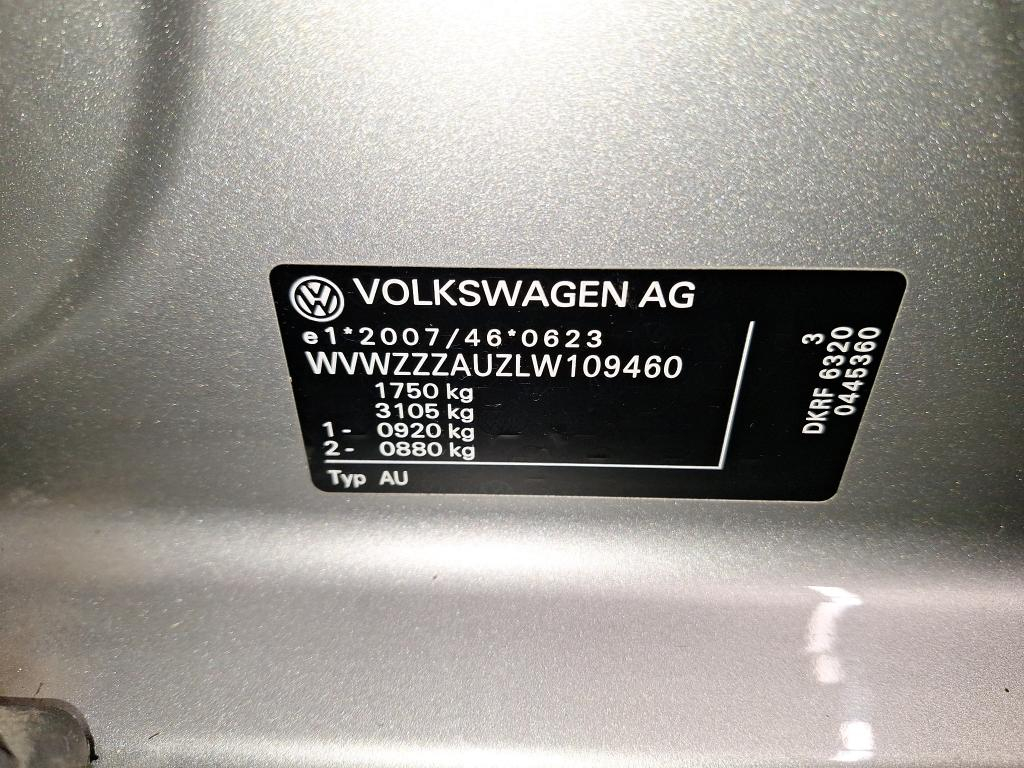 VOLKSWAGEN AG
e1*2007/46*0623
WVWZZZAUZLW109460
1750 kg
3105 kg
1- 0920 kg
2- 0880 kg
Typ AU
3
DKRF 6320
0445360